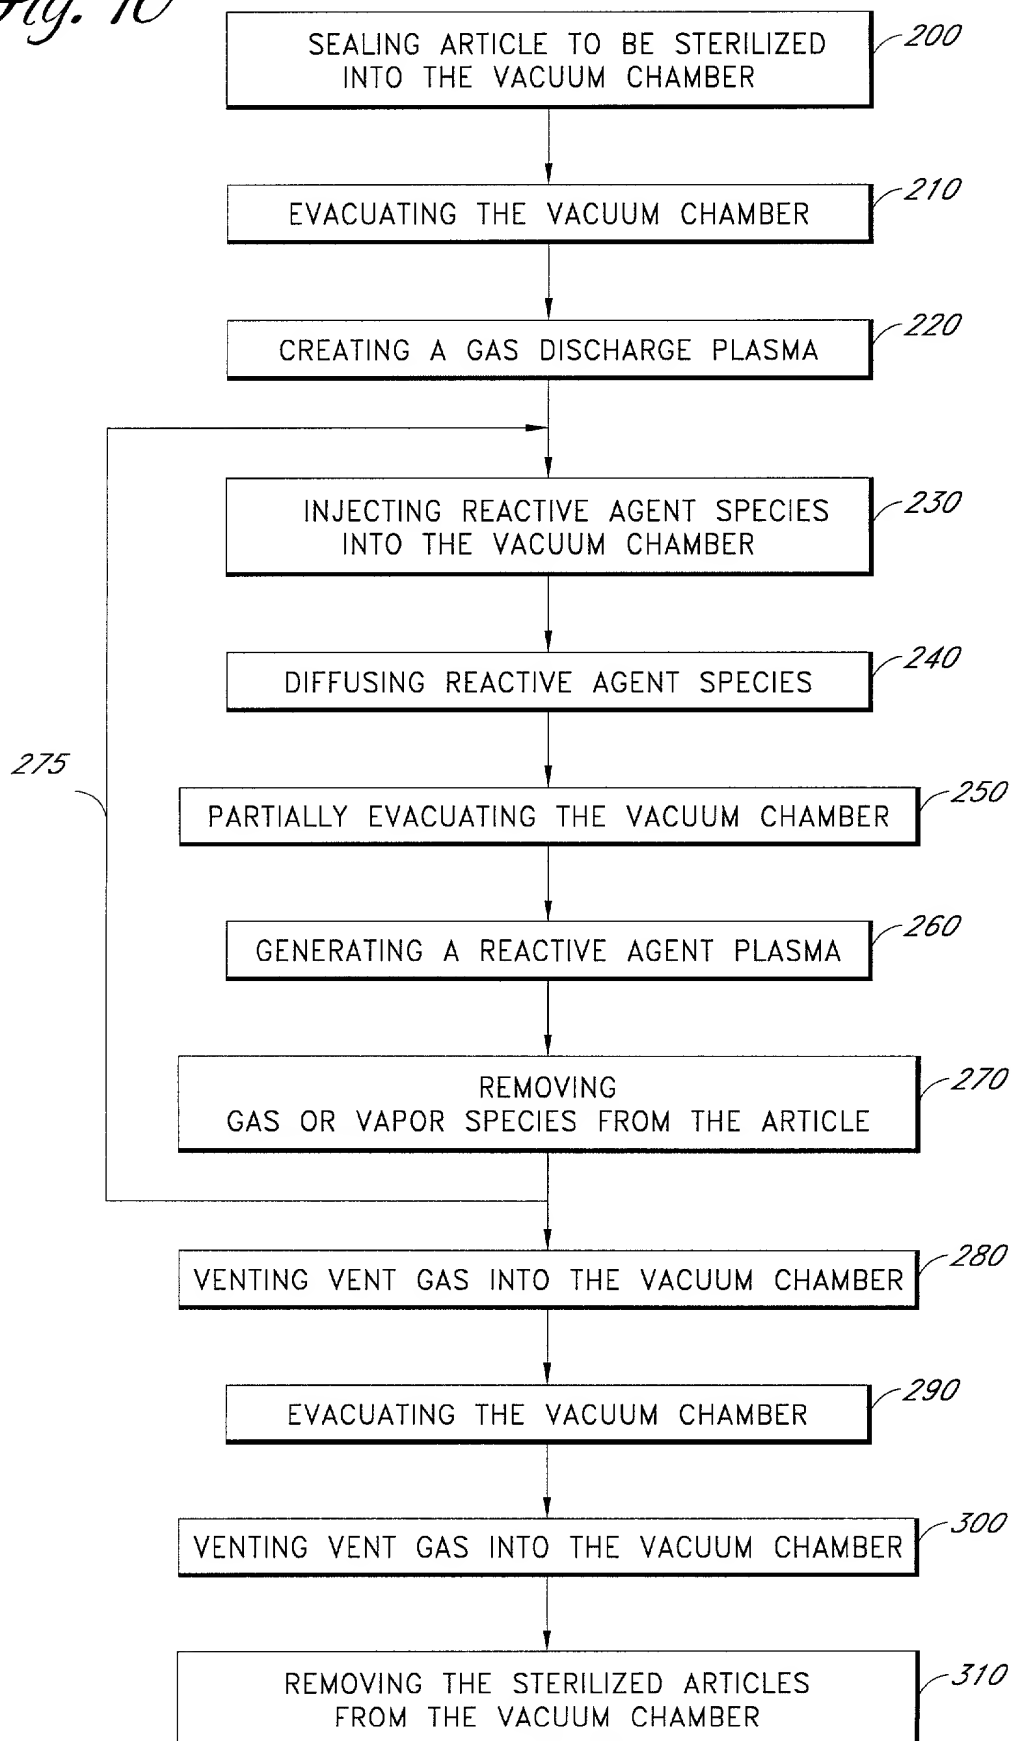 Fig. 10
SEALING ARTICLE TO BE STERILIZED
INTO THE VACUUM CHAMBER
200
EVACUATING THE VACUUM CHAMBER
210
CREATING A GAS DISCHARGE PLASMA
220
INJECTING REACTIVE AGENT SPECIES
INTO THE VACUUM CHAMBER
230
DIFFUSING REACTIVE AGENT SPECIES
240
275
PARTIALLY EVACUATING THE VACUUM CHAMBER
250
GENERATING A REACTIVE AGENT PLASMA
260
REMOVING
GAS OR VAPOR SPECIES FROM THE ARTICLE
270
VENTING VENT GAS INTO THE VACUUM CHAMBER
280
EVACUATING THE VACUUM CHAMBER
290
VENTING VENT GAS INTO THE VACUUM CHAMBER
300
REMOVING THE STERILIZED ARTICLES
FROM THE VACUUM CHAMBER
310